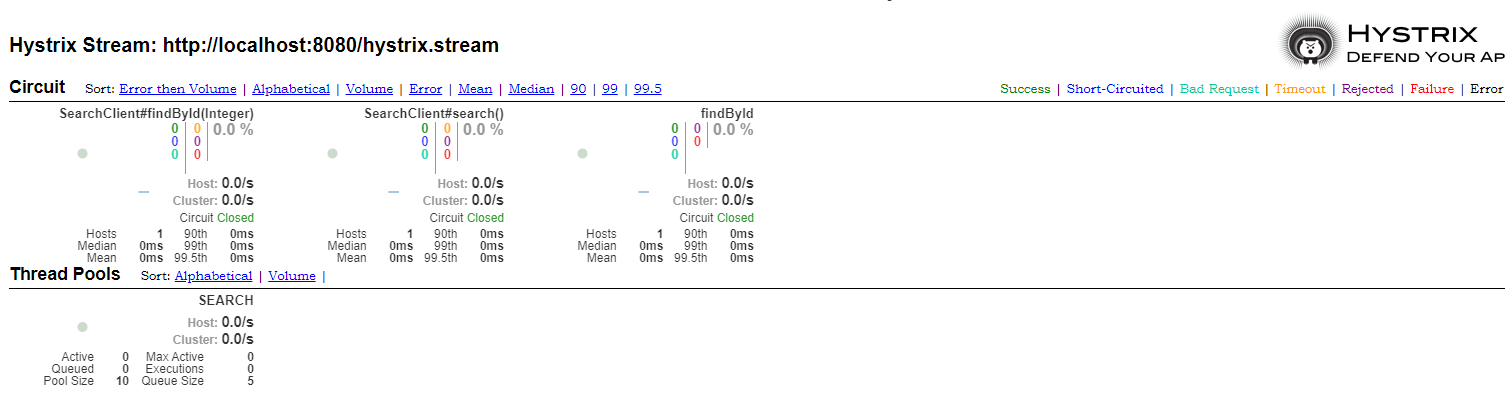 Hystrix Stream: http://localhost:8080/hystrix.stream
HYSTRIX
DEFEND YOUR AP
Circuit Sort: Error then Volume | Alphabetical | Volume | Error | Mean | Median | 90 | 99 | 99.5
Success | Short-Circuited | Bad Request | Timeout | Rejected | Failure | Error
SearchClient#findById(Integer)
0 0 0.0 %
0 0
0 0
Host: 0.0/s
Cluster: 0.0/s
Circuit Closed
Hosts 1 90th 0ms
Median 0ms 99th 0ms
Mean 0ms 99.5th 0ms
SearchClient#search()
0 0 0.0 %
0 0
0 0
Host: 0.0/s
Cluster: 0.0/s
Circuit Closed
Hosts 1 90th 0ms
Median 0ms 99th 0ms
Mean 0ms 99.5th 0ms
findById
0 0 0.0 %
0 0
0
Host: 0.0/s
Cluster: 0.0/s
Circuit Closed
Hosts 1 90th 0ms
Median 0ms 99th 0ms
Mean 0ms 99.5th 0ms
Thread Pools Sort: Alphabetical | Volume |
SEARCH
Host: 0.0/s
Cluster: 0.0/s
Active 0 Max Active 0
Queued 0 Executions 0
Pool Size 10 Queue Size 5